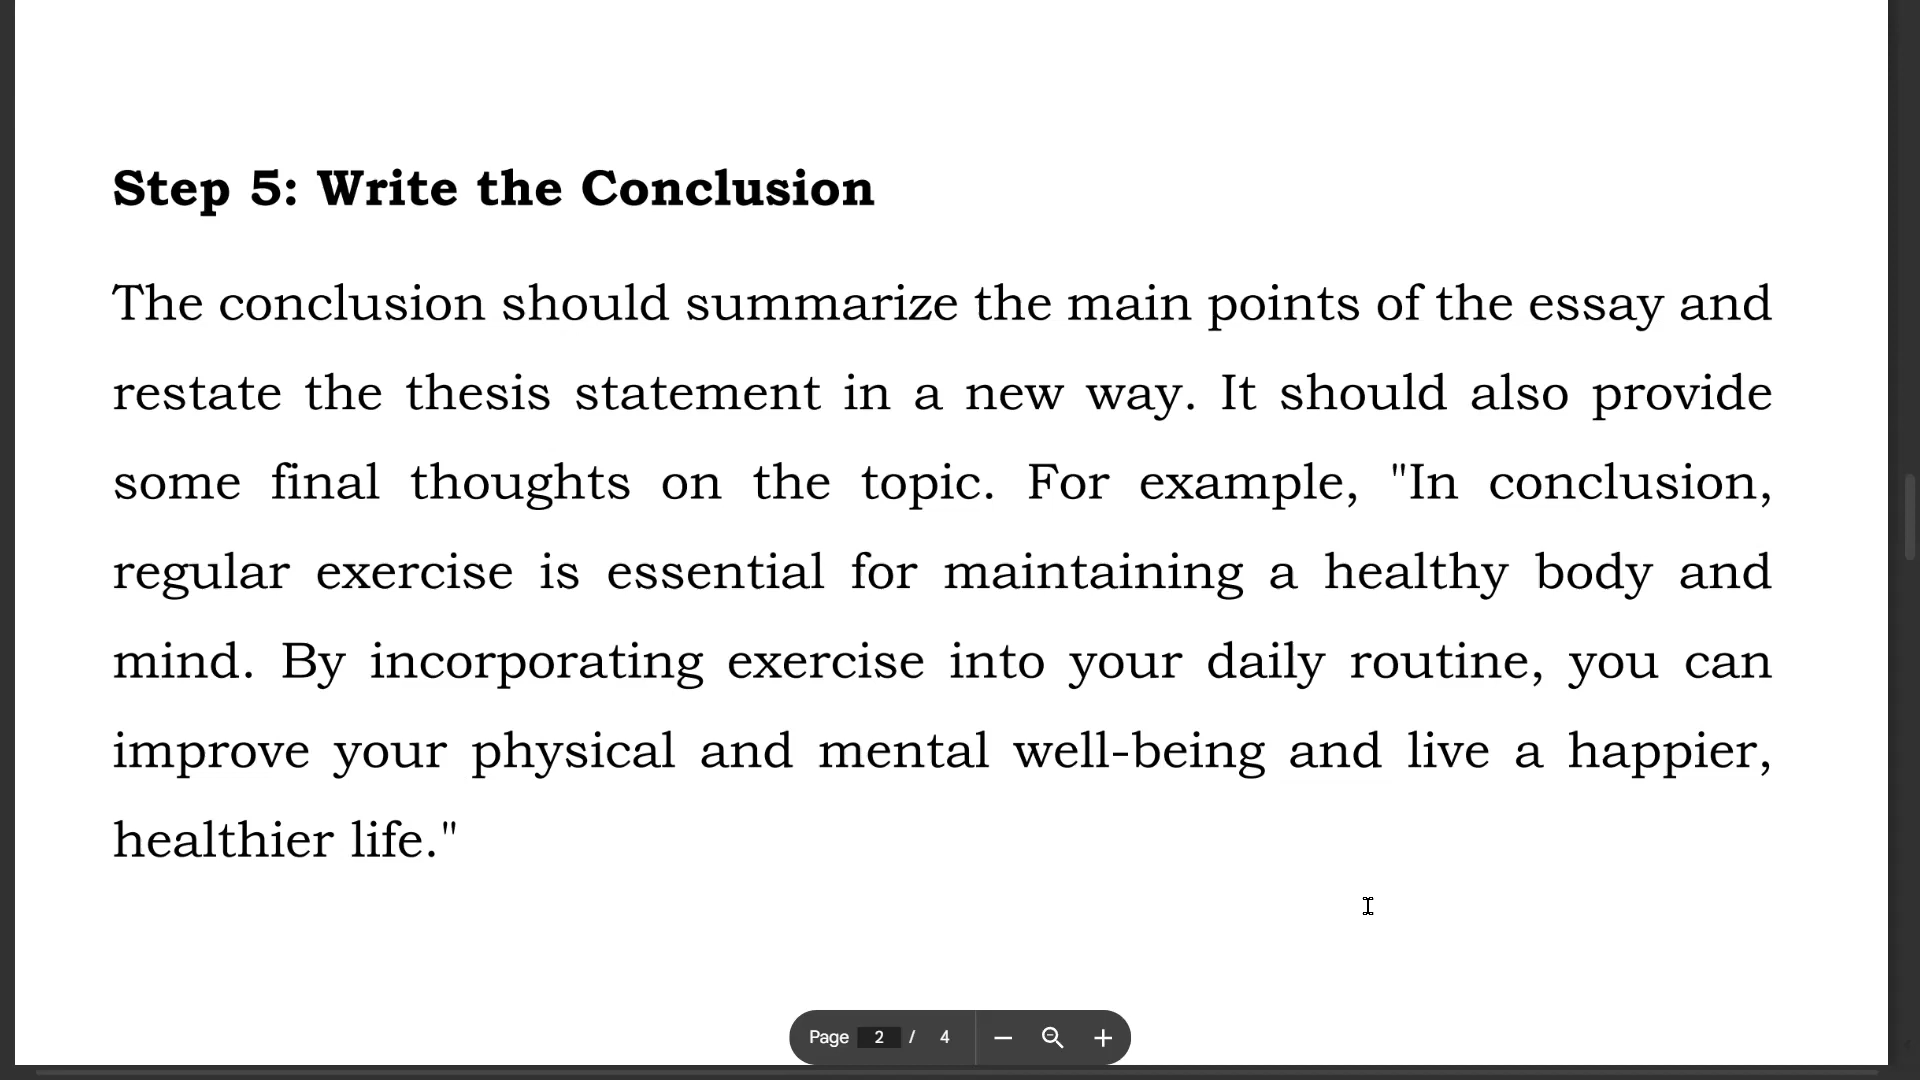 Step 5: Write the Conclusion
The conclusion should summarize the main points of the essay and
restate the thesis statement in a new way. It should also provide
some final thoughts on the topic. For example, "In conclusion,
regular exercise is essential for maintaining a healthy body and
mind. By incorporating exercise into your daily routine, you can
improve your physical and mental well-being and live a happier,
healthier life."
Page 2 / 4